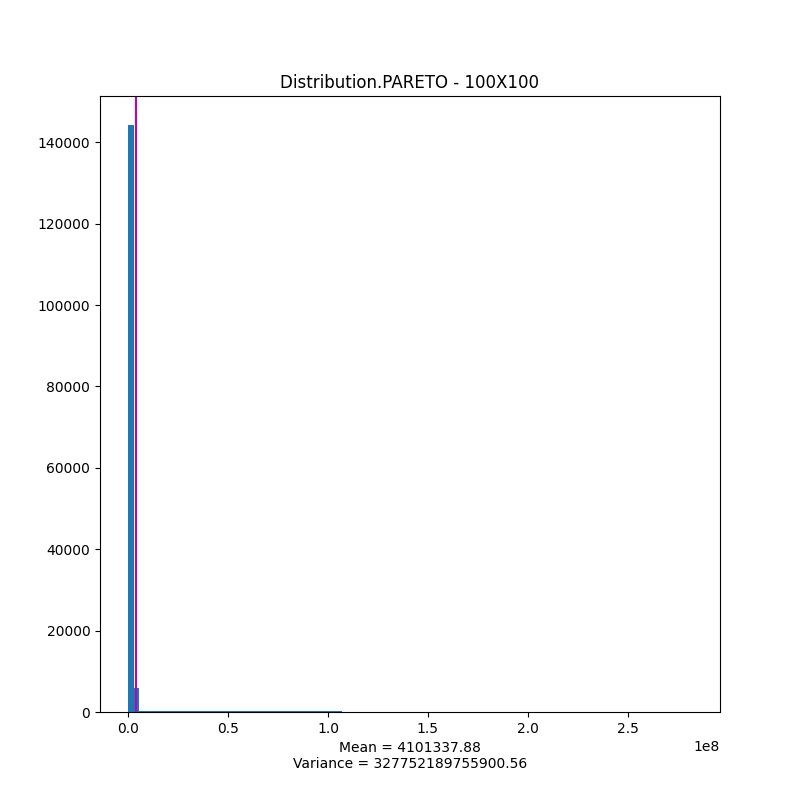 Distribution.PARETO - 100X100
140000
120000
100000
80000
60000
40000
20000
0
0.0 0.5 1.0 1.5 2.0 2.5
1e8
Mean = 4101337.88
Variance = 327752189755900.56